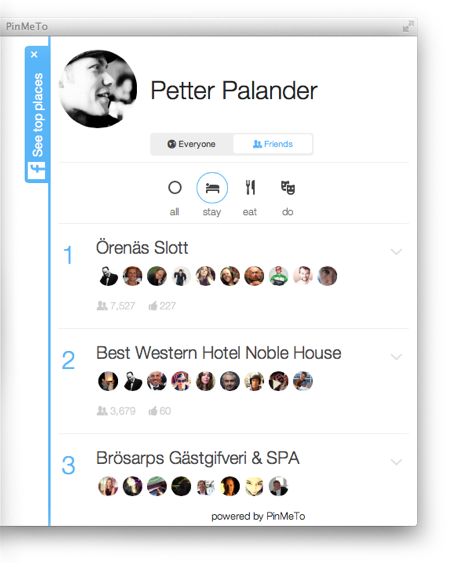 PinMeTo
× See top places
Petter Palander
Everyone Friends
all stay eat do
1 Örenäs Slott
7,527 227
2 Best Western Hotel Noble House
3,679 60
3 Brösarps Gästgifveri & SPA
powered by PinMeTo